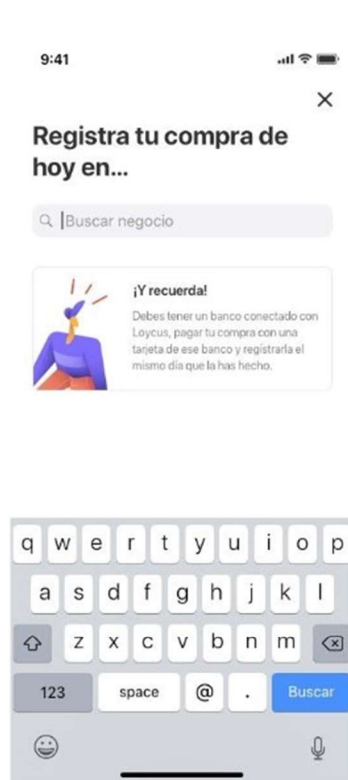 9:41
Registra tu compra de
hoy en...
Buscar negocio
¡Y recuerda!
Debes tener un banco conectado con
Loycus, pagar tu compra con una
tarjeta de ese banco y registrarla el
mismo día que la has hecho.
q w e r t y u i o p
a s d f g h j k l
z x c v b n m
123 space @ . Buscar